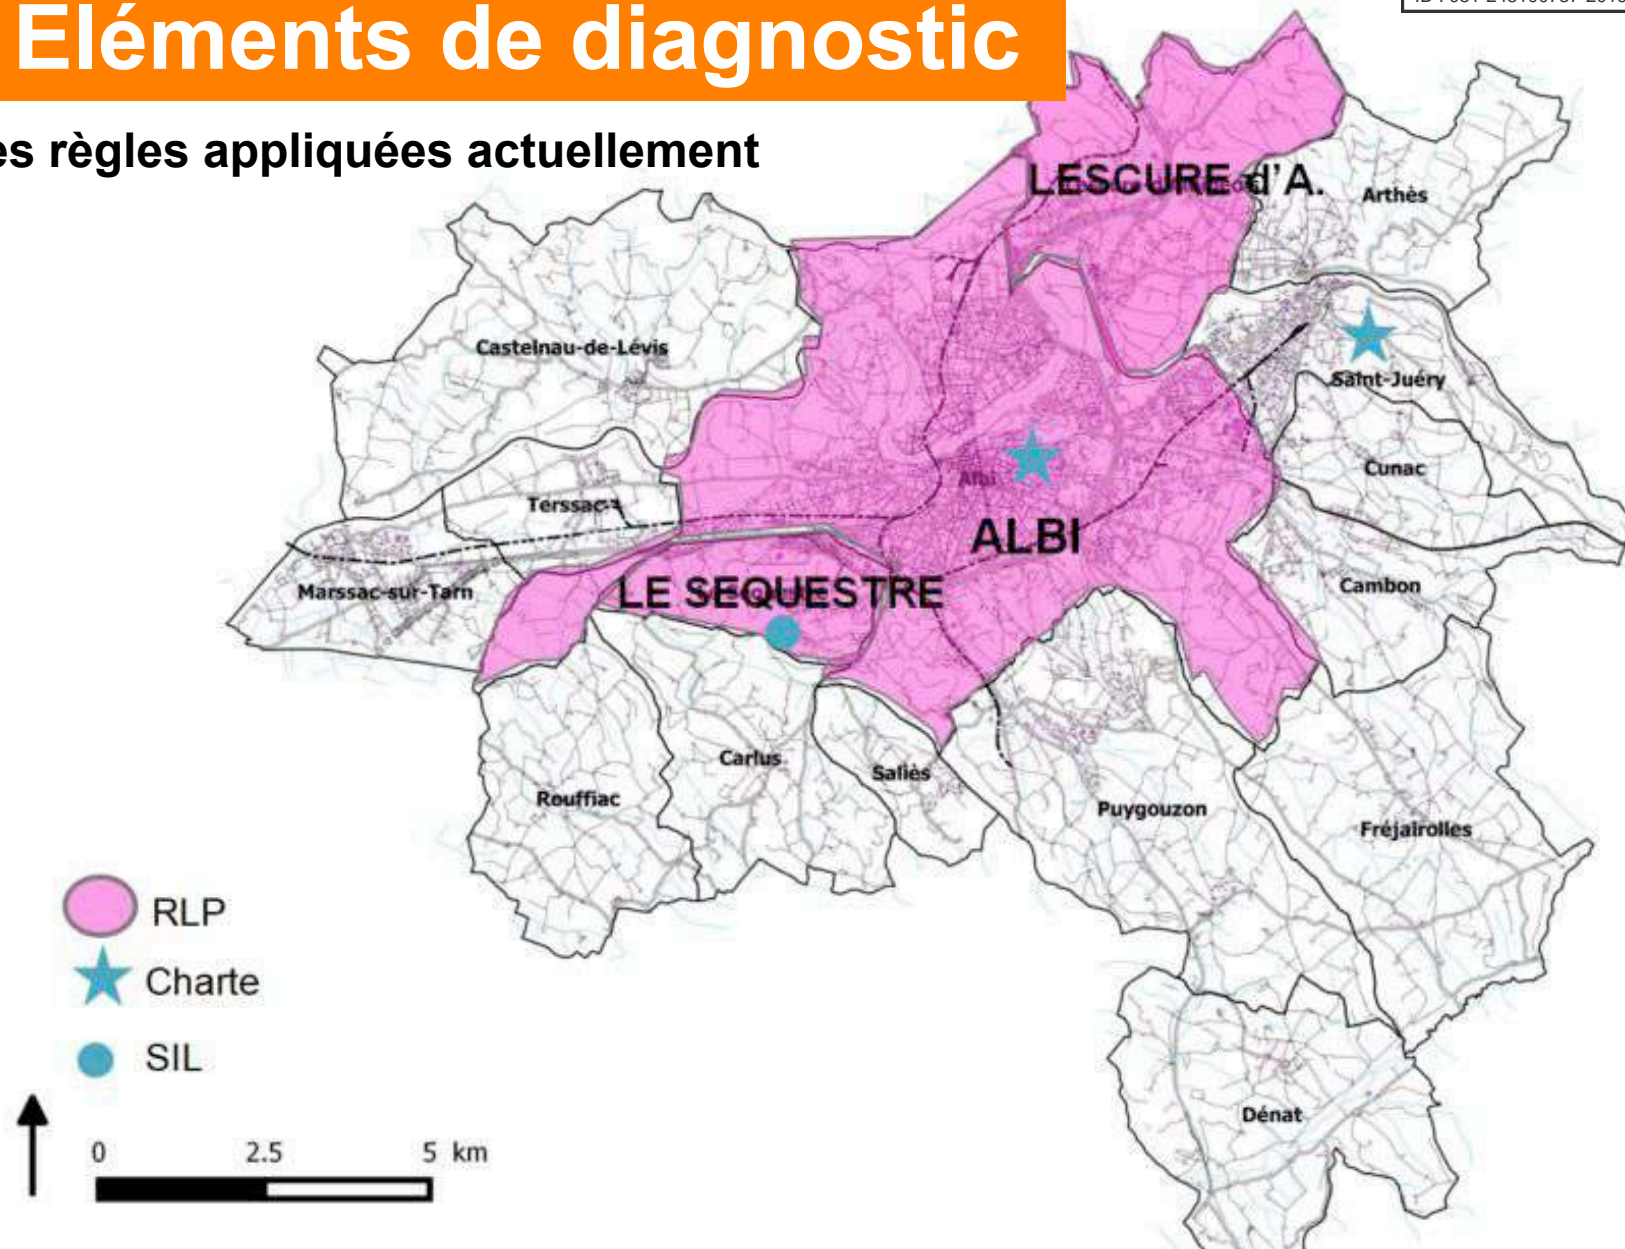 Eléments de diagnostic
es règles appliquées actuellement
LESCURE d'A.
Arthès
Castelnau-de-Lévis
Saint-Juéry
Cunac
Albi
Terssac
ALBI
Marssac-sur-Tarn
LE SEQUESTRE
Cambon
Carlus
Saliès
Rouffiac
Puygouzon
Fréjairolles
RLP
Charte
SIL
Dénat
0 2.5 5 km